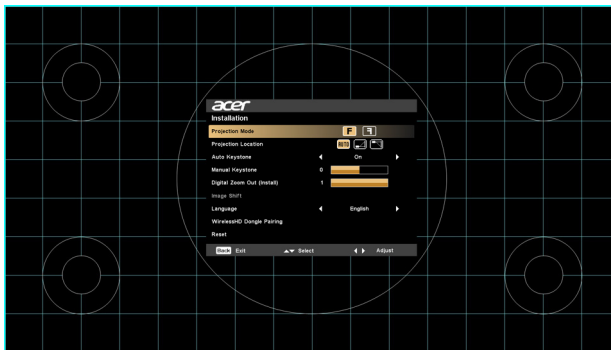 acer
Installation
Projection Mode F F
Projection Location AUTO
Auto Keystone On
Manual Keystone 0
Digital Zoom Out (Install) 1
Image Shift
Language English
WirelessHD Dongle Pairing
Reset
Back Exit Select Adjust